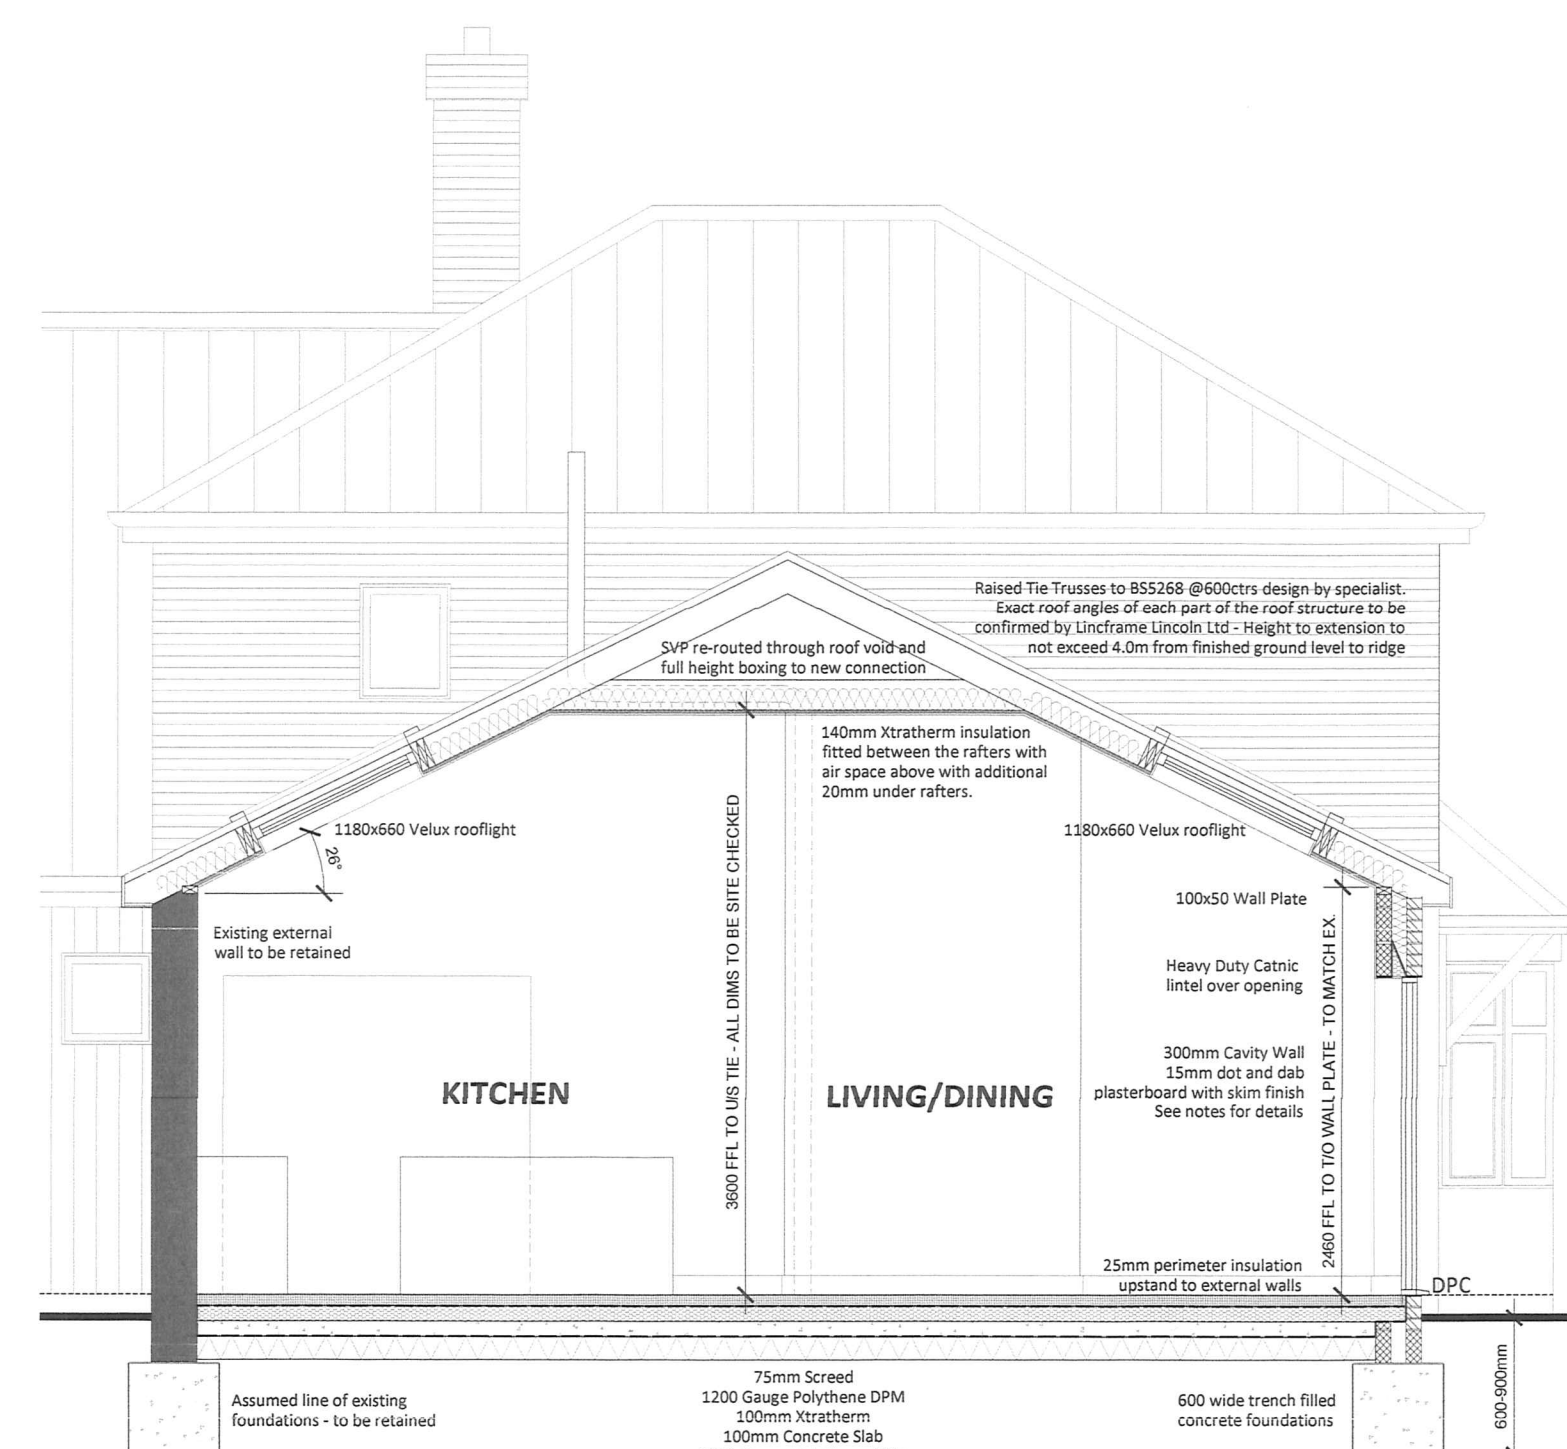 Raised Tie Trusses to BS5268 @600ctrs design by specialist.
Exact roof angles of each part of the roof structure to be
confirmed by Lincframe Lincoln Ltd - Height to extension to
not exceed 4.0m from finished ground level to ridge
SVP re-routed through roof void and
full height boxing to new connection
140mm Xtratherm insulation
fitted between the rafters with
air space above with additional
20mm under rafters.
1180x660 Velux rooflight
1180x660 Velux rooflight
26°
3600 FFL TO U/S TIE - ALL DIMS TO BE SITE CHECKED
100x50 Wall Plate
Existing external
wall to be retained
Heavy Duty Catnic
lintel over opening
2460 FFL TO T/O WALL PLATE - TO MATCH EX.
300mm Cavity Wall
15mm dot and dab
plasterboard with skim finish
See notes for details
KITCHEN
LIVING/DINING
25mm perimeter insulation
upstand to external walls
DPC
75mm Screed
1200 Gauge Polythene DPM
100mm Xtratherm
100mm Concrete Slab
Assumed line of existing
foundations - to be retained
600 wide trench filled
concrete foundations
600-900mm